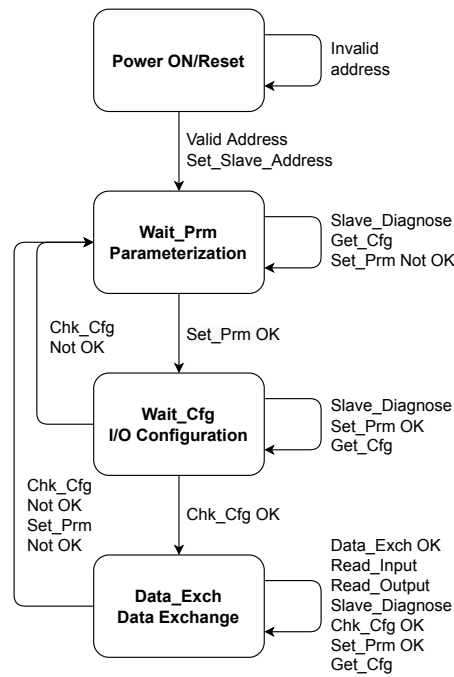 Power ON/Reset
Invalid
address
Valid Address
Set_Slave_Address
Wait_Prm
Parameterization
Slave_Diagnose
Get_Cfg
Set_Prm Not OK
Chk_Cfg
Not OK
Set_Prm OK
Wait_Cfg
I/O Configuration
Slave_Diagnose
Set_Prm OK
Get_Cfg
Chk_Cfg
Not OK
Set_Prm
Not OK
Chk_Cfg OK
Data_Exch
Data Exchange
Data_Exch OK
Read_Input
Read_Output
Slave_Diagnose
Chk_Cfg OK
Set_Prm OK
Get_Cfg